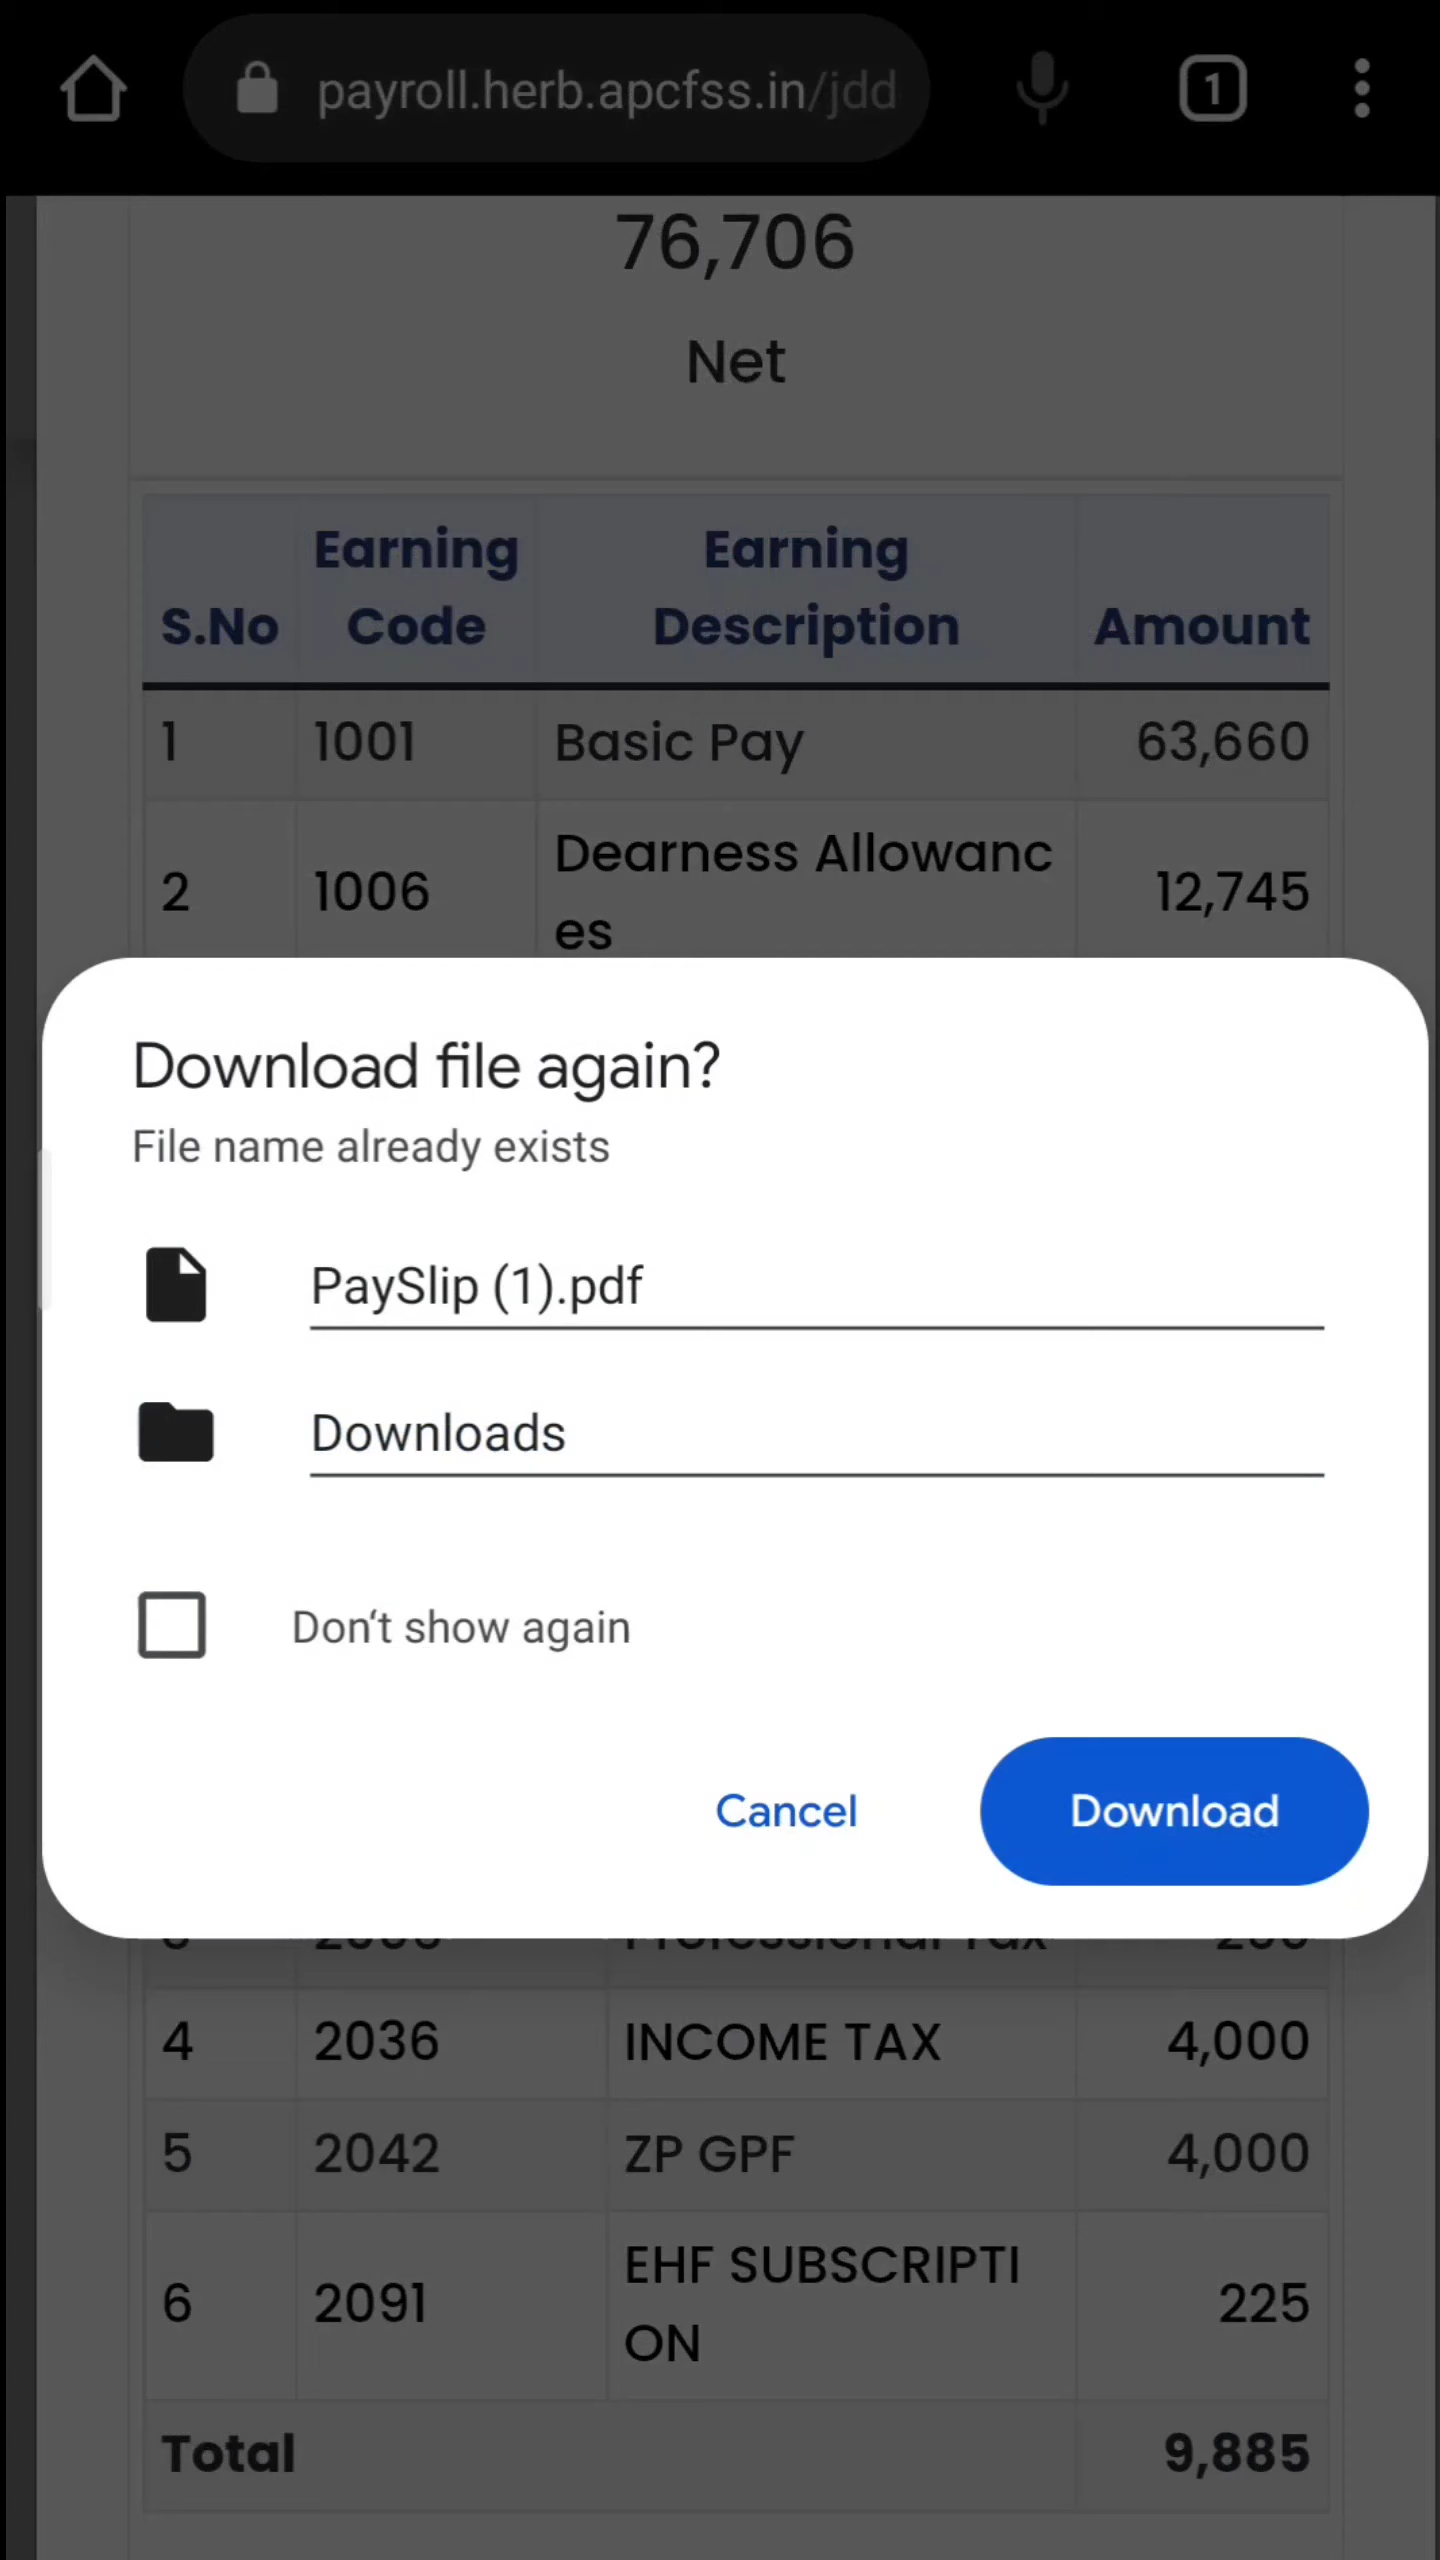 payroll.herb.apcfss.in/jdd
1
76,706
Net
S.No Earning Code Earning Description Amount
1 1001 Basic Pay 63,660
2 1006 Dearness Allowanc
es 12,745
Download file again?
File name already exists
PaySlip (1).pdf
Downloads
Don‘t show again
Cancel Download
Professional Tax
4 2036 INCOME TAX 4,000
5 2042 ZP GPF 4,000
6 2091 EHF SUBSCRIPTI
ON 225
Total 9,885